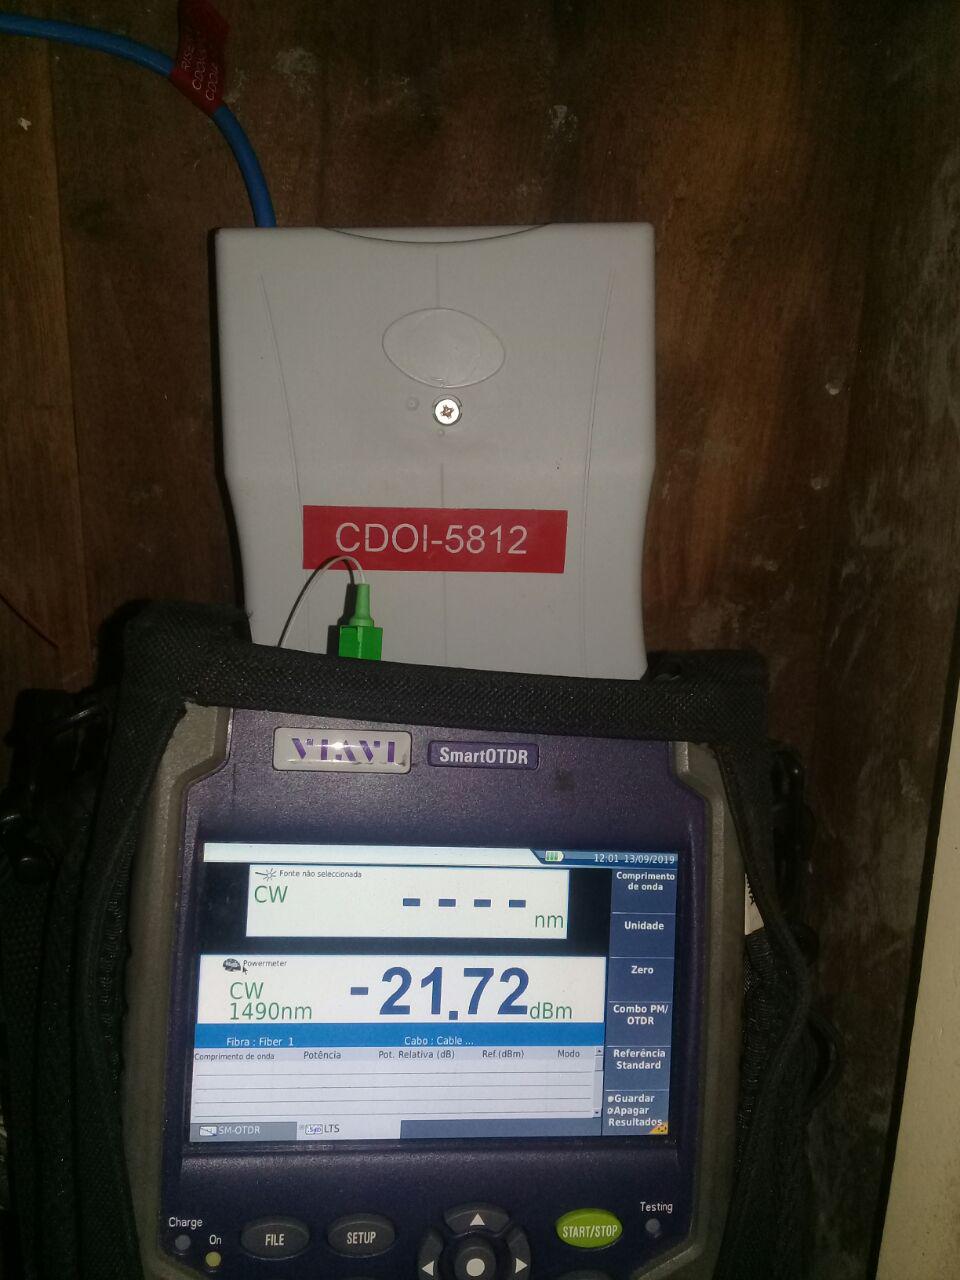 RISE
CDOI
CDOI-5812
VIAVI
SmartOTDR
12:01 13/09/2019
Fonte não seleccionada
CW
- - - -
nm
Comprimento
de onda
Unidade
Zero
Combo PM/
OTDR
Referência
Standard
Guardar
Apagar
Resultados
Powermeter
CW
1490nm
-21.72 dBm
Fibra : Fiber 1 Cabo : Cable ...
Comprimento de onda Potência Pot. Relativa (dB) Ref.(dBm) Modo
SM-OTDR
LTS
Charge
On
FILE
SETUP
START/STOP
Testing